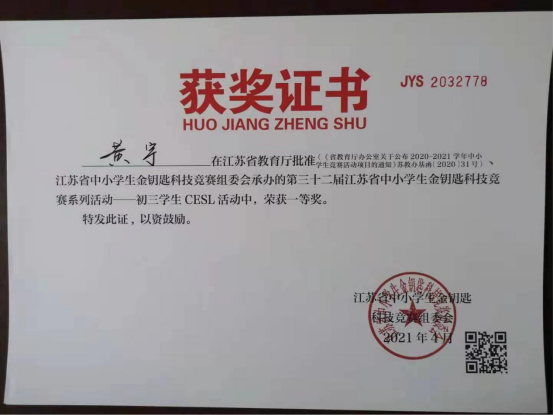 获奖证书
JYS 2032778
HUO JIANG ZHENG SHU
黄宇 在江苏省教育厅批准(《省教育厅办公室关于公布2020-2021学年中小学生竞赛活动项目的通知》苏教办基函〔2020〕31号)、
江苏省中小学生金钥匙科技竞赛组委会承办的第三十二届江苏省中小学生金钥匙科技竞
赛系列活动——初三学生CESL活动中，荣获一等奖。
特发此证，以资鼓励。
江苏省中小学生金钥匙
科技竞赛组委会
2021年4月